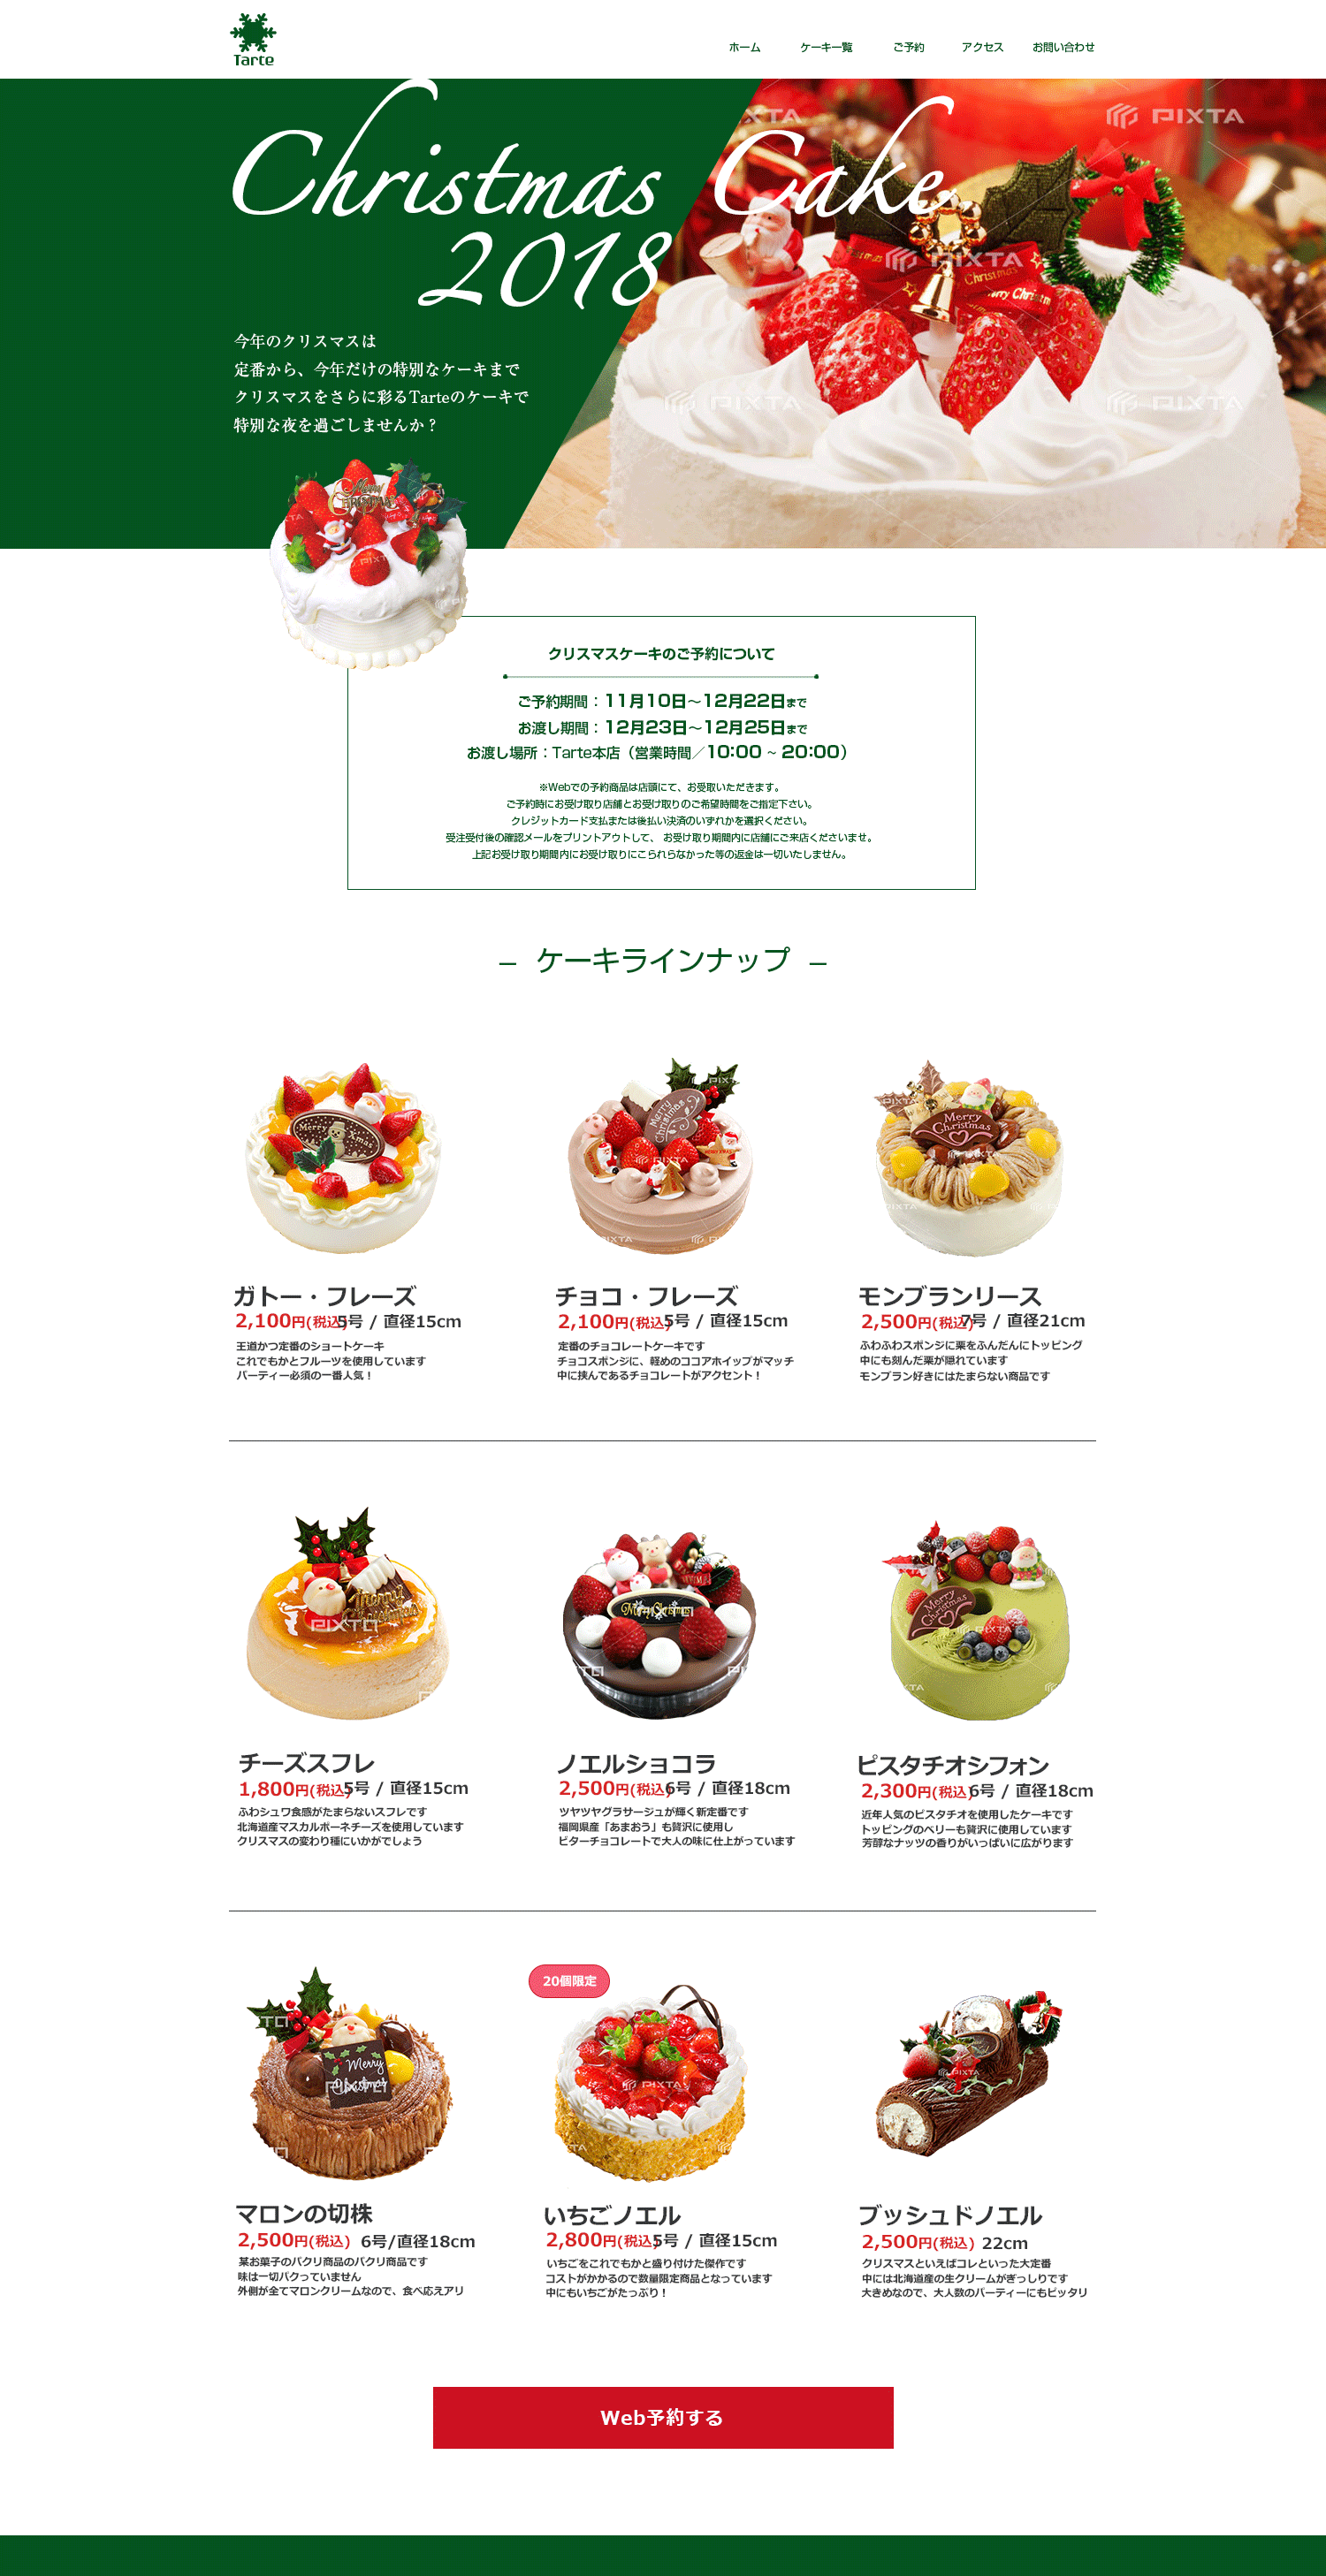 Tarte
ホーム ケーキ一覧 ご予約 アクセス お問い合わせ
PIXTA
PIXTA
Christmas Cake
2018
PIXTA
Christmas
Merry Christmas
今年のクリスマスは
定番から、今年だけの特別なケーキまで
クリスマスをさらに彩るTarteのケーキで
特別な夜を過ごしませんか？
PIXTA
PIXTA
Merry
Christmas
PIXTA
クリスマスケーキのご予約について
ご予約期間：11月10日～12月22日まで
お渡し期間：12月23日～12月25日まで
お渡し場所：Tarte本店（営業時間／10:00 ~ 20:00）
※Webでの予約商品は店頭にて、お受取いただきます。
ご予約時にお受け取り店舗とお受け取りのご希望時間をご指定下さい。
クレジットカード支払または後払い決済のいずれかを選択ください。
受注受付後の確認メールをプリントアウトして、 お受け取り期間内に店舗にご来店くださいませ。
上記お受け取り期間内にお受け取りにこられらなかった等の返金は一切いたしません。
– ケーキラインナップ –
Merry Xmas
PIXTA
Merry Christmas
PIXTA
Merry Christmas
PIXTA
ガトー・フレーズ
2,100円(税込) 5号 / 直径15cm
王道かつ定番のショートケーキ
これでもかとフルーツを使用しています
パーティー必須の一番人気！
チョコ・フレーズ
2,100円(税込) 5号 / 直径15cm
定番のチョコレートケーキです
チョコスポンジに、軽めのココアホイップがマッチ
中に挟んであるチョコレートがアクセント！
モンブランリース
2,500円(税込) 7号 / 直径21cm
ふわふわスポンジに栗をふんだんにトッピング
中にも刻んだ栗が隠れています
モンブラン好きにはたまらない商品です
Merry Christmas
PIXTA
Merry Christmas
PIXTA
Merry Christmas
PIXTA
チーズスフレ
1,800円(税込) 5号 / 直径15cm
ふわシュワ食感がたまらないスフレです
北海道産マスカルポーネチーズを使用しています
クリスマスの変わり種にいかがでしょう
ノエルショコラ
2,500円(税込) 6号 / 直径18cm
ツヤツヤグラサージュが輝く新定番です
福岡県産「あまおう」も贅沢に使用し
ビターチョコレートで大人の味に仕上がっています
ピスタチオシフォン
2,300円(税込) 6号 / 直径18cm
近年人気のピスタチオを使用したケーキです
トッピングのベリーも贅沢に使用しています
芳醇なナッツの香りがいっぱいに広がります
Merry
Christmas
PIXTA
20個限定
PIXTA
PIXTA
マロンの切株
2,500円(税込) 6号/直径18cm
某お菓子のパクリ商品のパクリ商品です
味は一切パクっていません
外側が全てマロンクリームなので、食べ応えアリ
いちごノエル
2,800円(税込) 5号 / 直径15cm
いちごをこれでもかと盛り付けた傑作です
コストがかかるので数量限定商品となっています
中にもいちごがたっぷり！
ブッシュドノエル
2,500円(税込) 22cm
クリスマスといえばコレといった大定番
中には北海道産の生クリームがぎっしりです
大きめなので、大人数のパーティーにもピッタリ
Web予約する